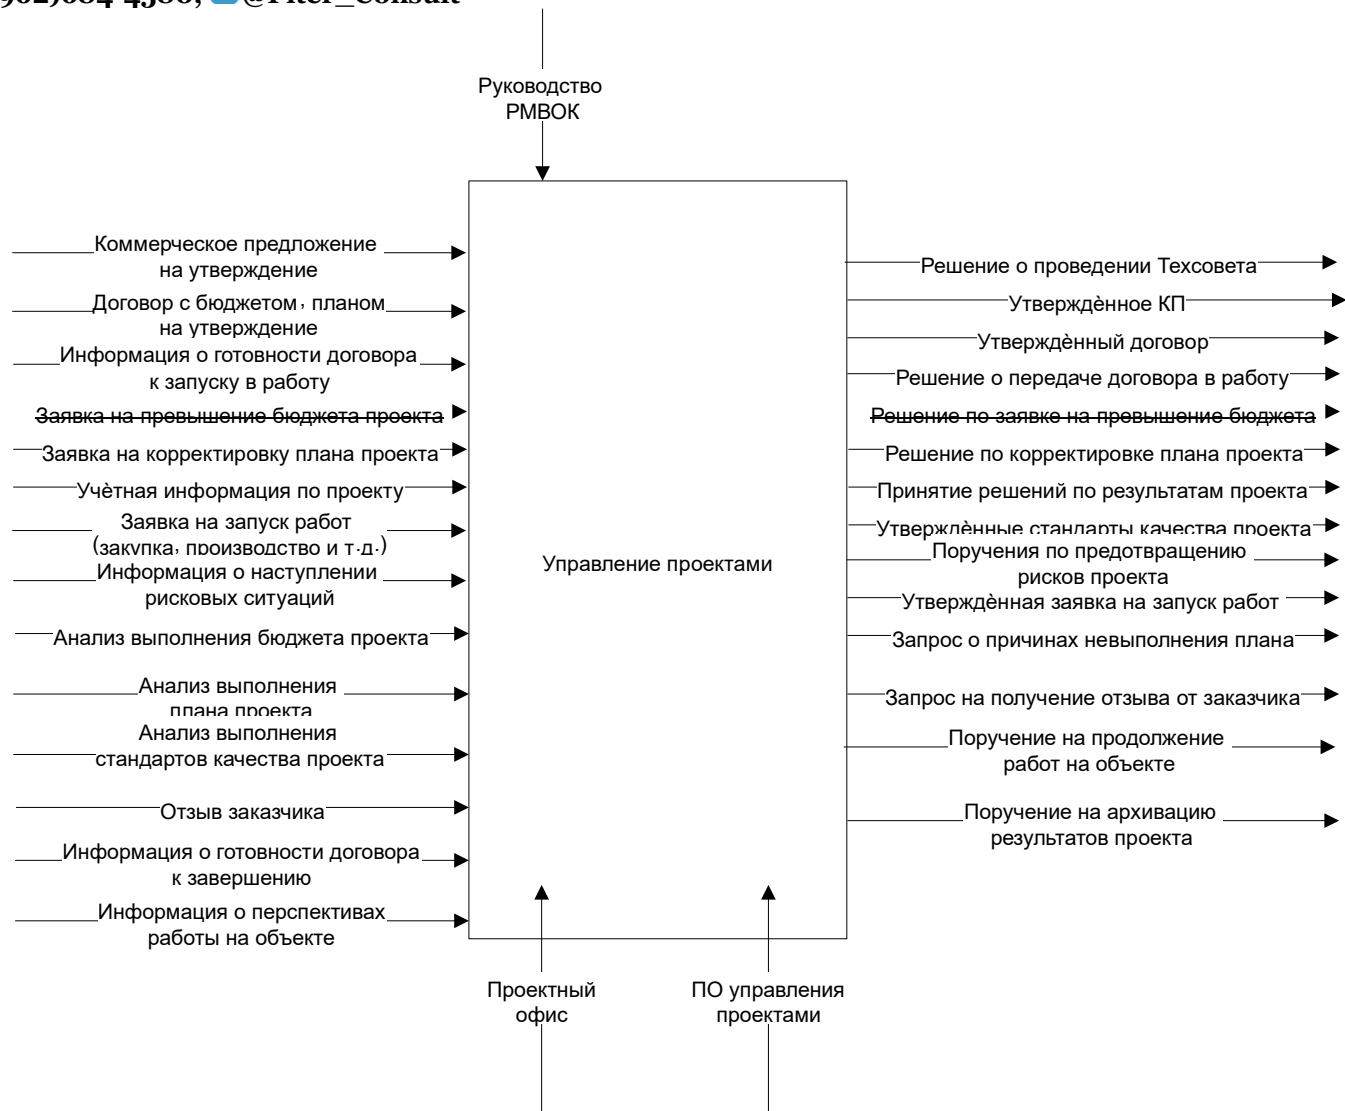 @Piter_Consult
Руководство
PMBOK
Коммерческое предложение
на утверждение
Договор с бюджетом, планом
на утверждение
Информация о готовности договора
к запуску в работу
Заявка на превышение бюджета проекта
Заявка на корректировку плана проекта
Учѐтная информация по проекту
Заявка на запуск работ
(закупка, производство и т.д.)
Информация о наступлении
рисковых ситуаций
Анализ выполнения бюджета проекта
Анализ выполнения
плана проекта
Анализ выполнения
стандартов качества проекта
Отзыв заказчика
Информация о готовности договора
к завершению
Информация о перспективах
работы на объекте
Управление проектами
Решение о проведении Техсовета
Утверждѐнное КП
Утверждѐнный договор
Решение о передаче договора в работу
Решение по заявке на превышение бюджета
Решение по корректировке плана проекта
Принятие решений по результатам проекта
Утверждѐнные стандарты качества проекта
Поручения по предотвращению
рисков проекта
Утверждѐнная заявка на запуск работ
Запрос о причинах невыполнения плана
Запрос на получение отзыва от заказчика
Поручение на продолжение
работ на объекте
Поручение на архивацию
результатов проекта
Проектный
офис
ПО управления
проектами